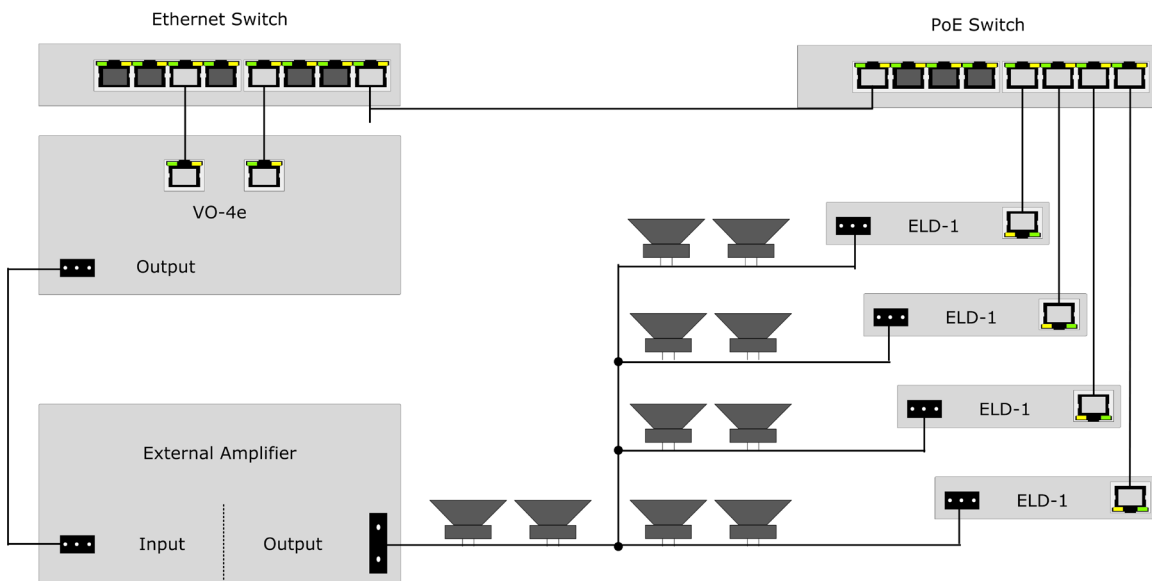 Ethernet Switch
PoE Switch
VO-4e
Output
ELD-1
ELD-1
ELD-1
ELD-1
External Amplifier
Input
Output